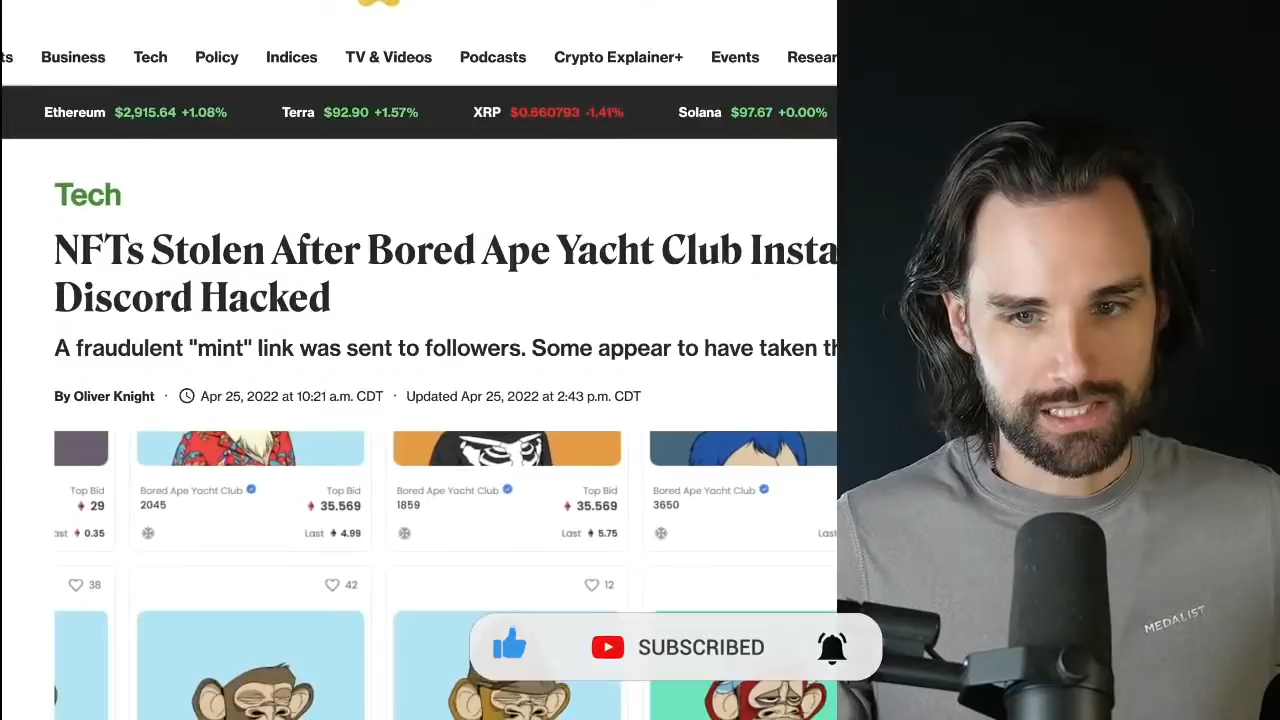 ts Business Tech Policy Indices TV & Videos Podcasts Crypto Explainer+ Events Resear
Ethereum $2,915.64 +1.08% Terra $92.90 +1.57% XRP $0.660793 -1.41% Solana $97.67 +0.00%
Tech
NFTs Stolen After Bored Ape Yacht Club Insta
Discord Hacked
A fraudulent "mint" link was sent to followers. Some appear to have taken th
By Oliver Knight · Apr 25, 2022 at 10:21 a.m. CDT · Updated Apr 25, 2022 at 2:43 p.m. CDT
Top Bid Bored Ape Yacht Club Top Bid Bored Ape Yacht Club Top Bid Bored Ape Yacht Club
29 2045 35.569 1859 35.569 3650
ast 0.35 Last 4.99 Last 5.75 Last
38 42 12
SUBSCRIBED
MEDALIST